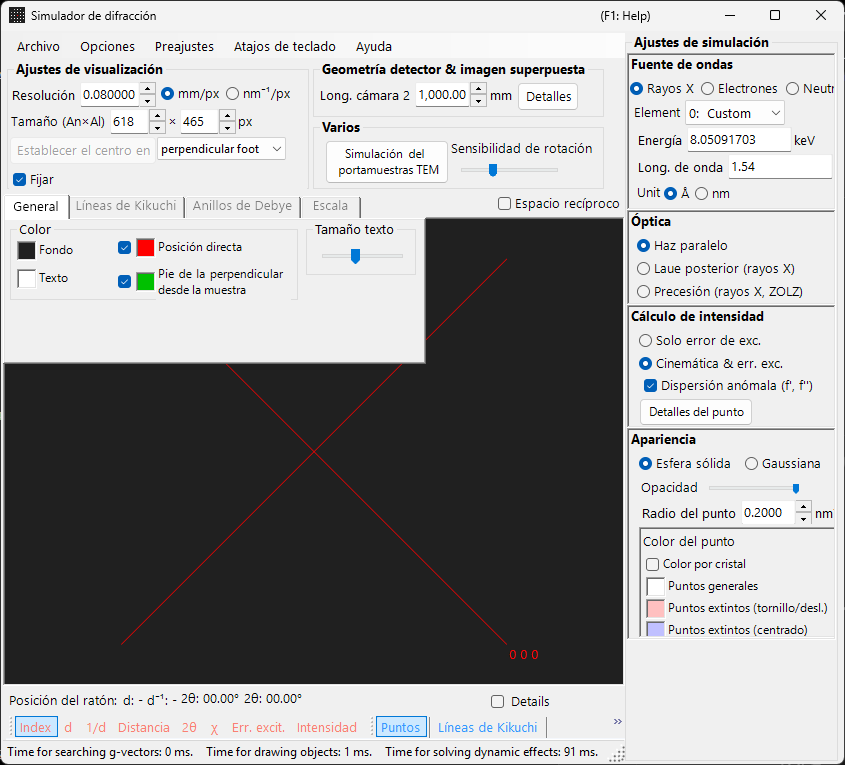 Simulador de difracción
(F1: Help)
Archivo Opciones Preajustes Atajos de teclado Ayuda
Ajustes de visualización
Resolución 0.080000 mm/px nm⁻¹/px
Tamaño (An×Al) 618 × 465 px
Establecer el centro en perpendicular foot
Fijar
Geometría detector & imagen superpuesta
Long. cámara 2 1,000.00 mm Detalles
Varios
Simulación del
portamuestras TEM
Sensibilidad de rotación
General Líneas de Kikuchi Anillos de Debye Escala
Espacio recíproco
Color
Fondo
Texto
Posición directa
Pie de la perpendicular
desde la muestra
Tamaño texto
0 0 0
Posición del ratón: d: - d⁻¹: - 2θ: 00.00° 2θ: 00.00°
Details
Index d 1/d Distancia 2θ χ Err. excit. Intensidad Puntos Líneas de Kikuchi »
Time for searching g-vectors: 0 ms. Time for drawing objects: 1 ms. Time for solving dynamic effects: 91 ms.
Ajustes de simulación
Fuente de ondas
Rayos X Electrones Neutr
Element 0: Custom
Energía 8.05091703 keV
Long. de onda 1.54
Unit Å nm
Óptica
Haz paralelo
Laue posterior (rayos X)
Precesión (rayos X, ZOLZ)
Cálculo de intensidad
Solo error de exc.
Cinemática & err. exc.
Dispersión anómala (f', f'')
Detalles del punto
Apariencia
Esfera sólida Gaussiana
Opacidad
Radio del punto 0.2000 nm
Color del punto
Color por cristal
Puntos generales
Puntos extintos (tornillo/desl.)
Puntos extintos (centrado)